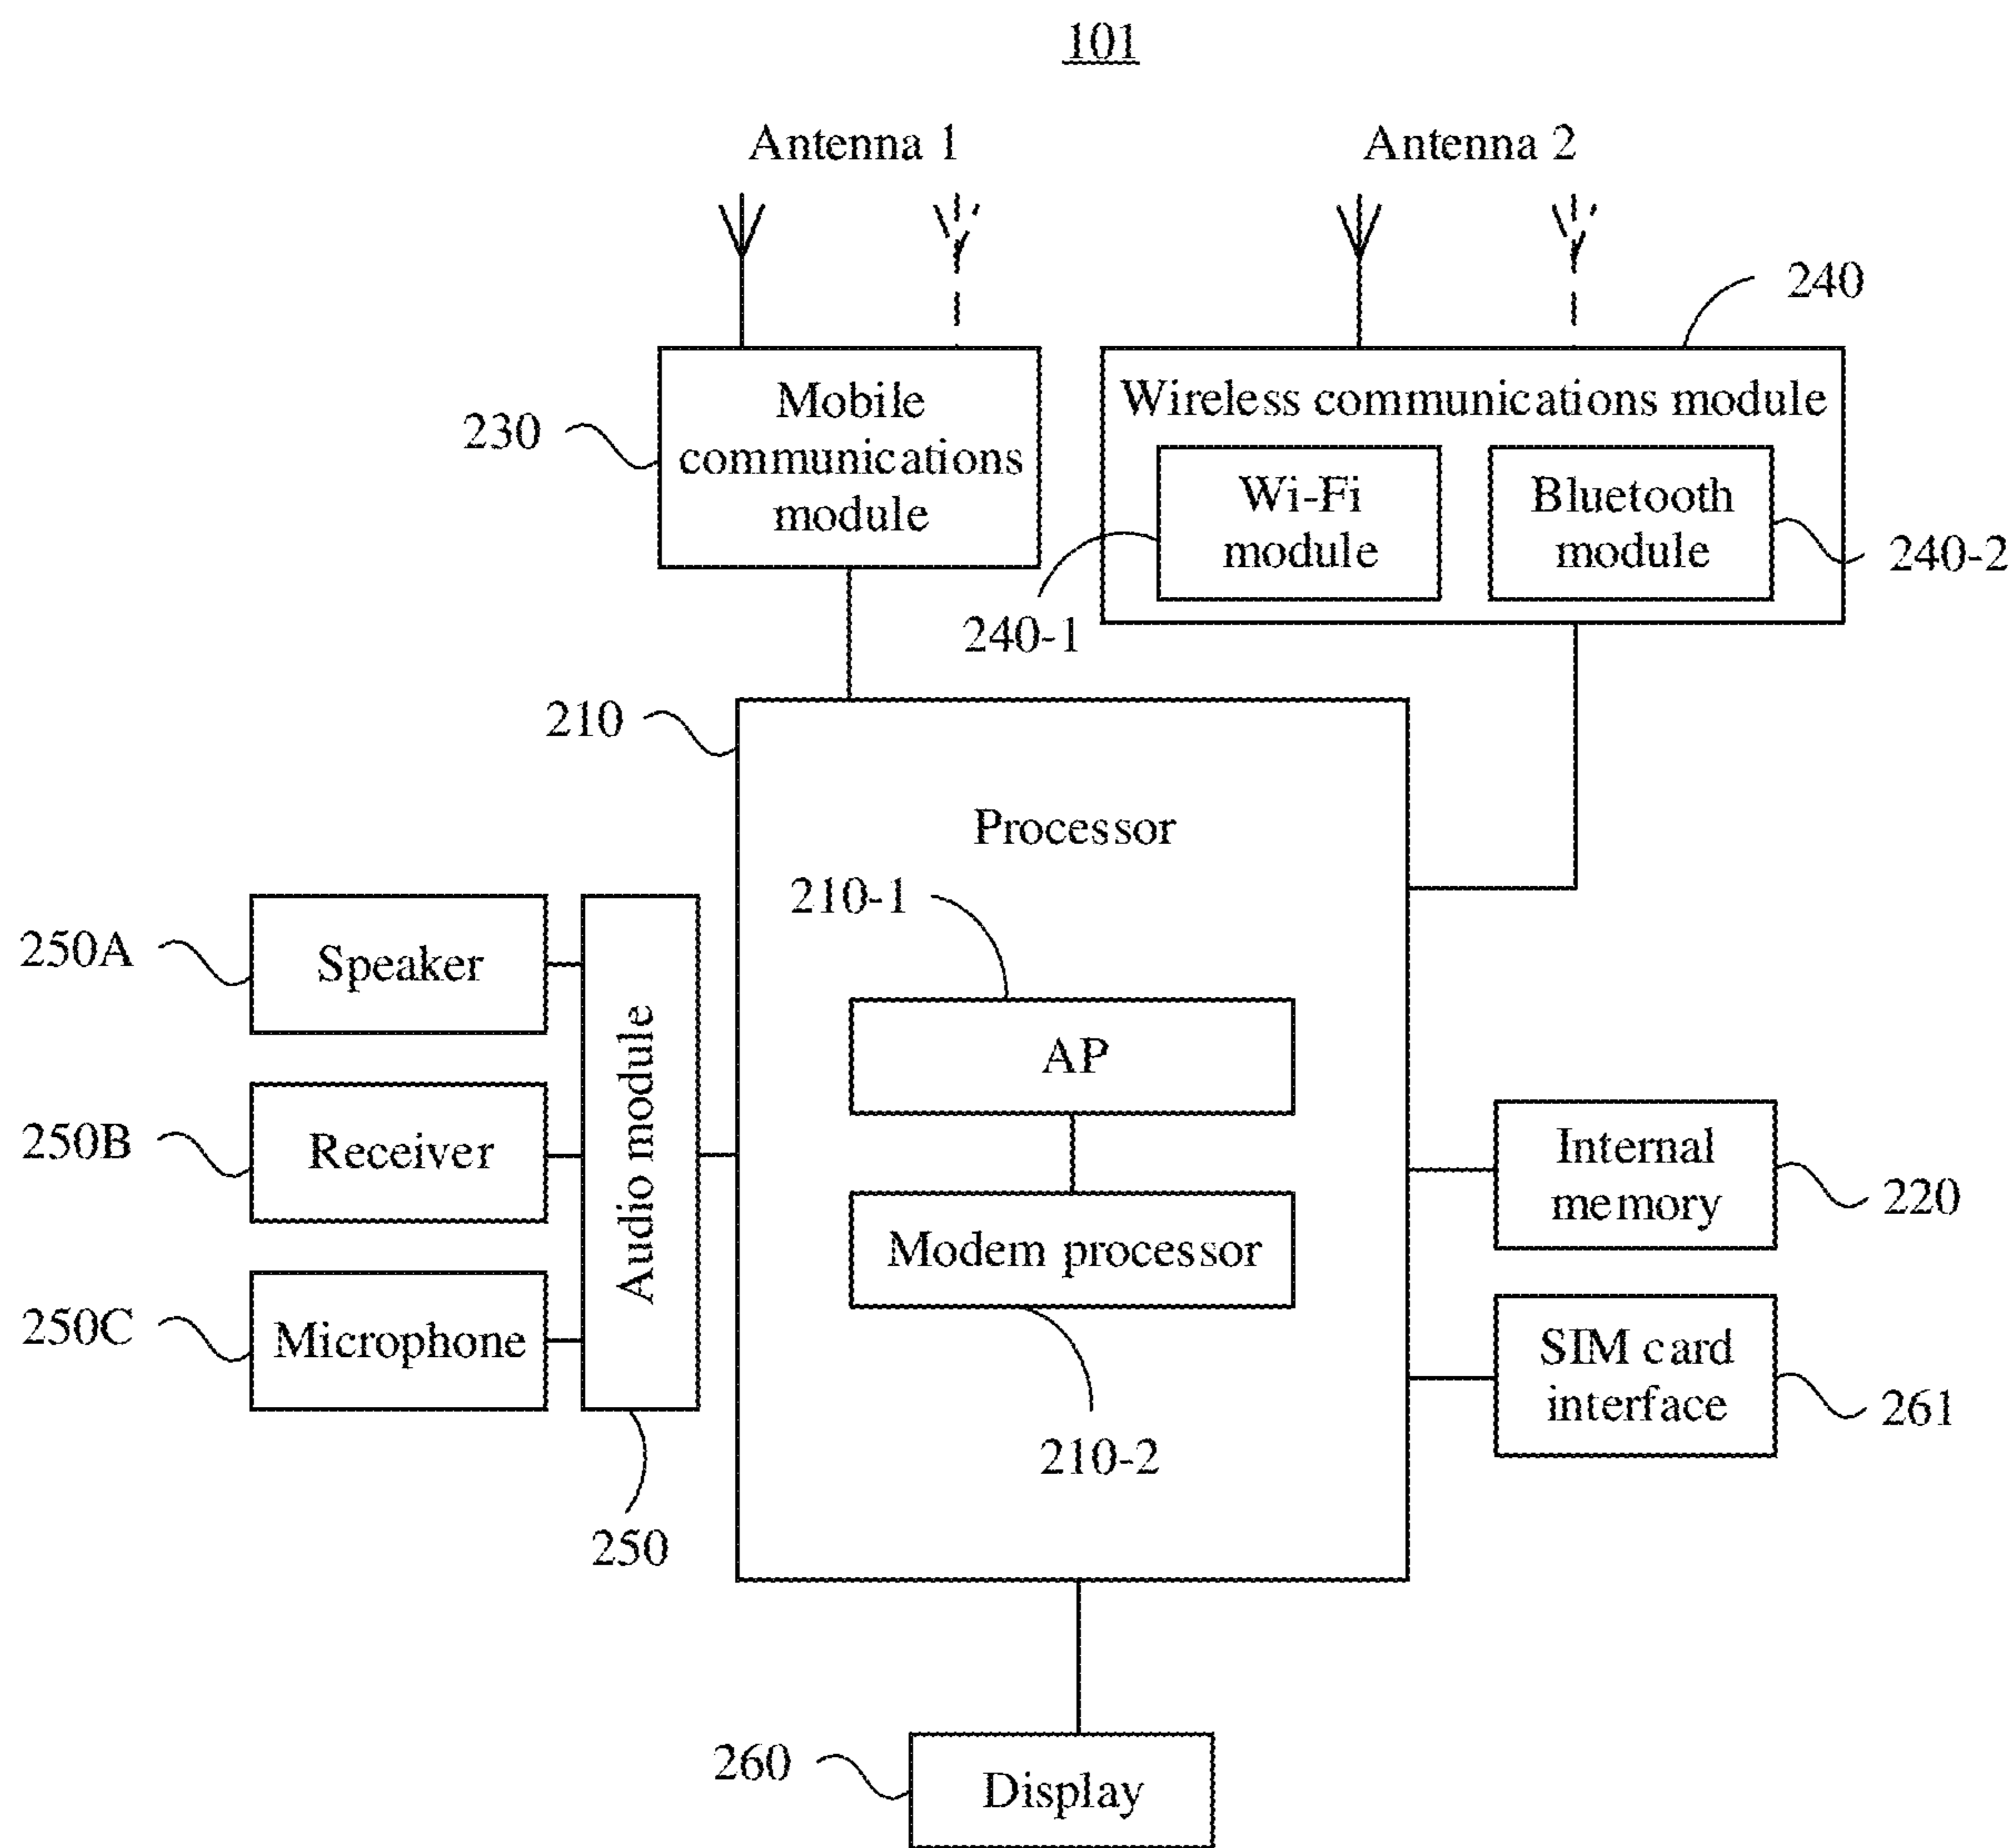 101
Antenna 1
Antenna 2
240
Mobile
communications
module
230
Wireless communications module
Wi-Fi
module
Bluetooth
module
240-1
240-2
210
Processor
210-1
AP
Modem processor
210-2
250A
Speaker
250B
Receiver
250C
Microphone
Audio module
250
Internal
memory
220
SIM card
interface
261
260
Display